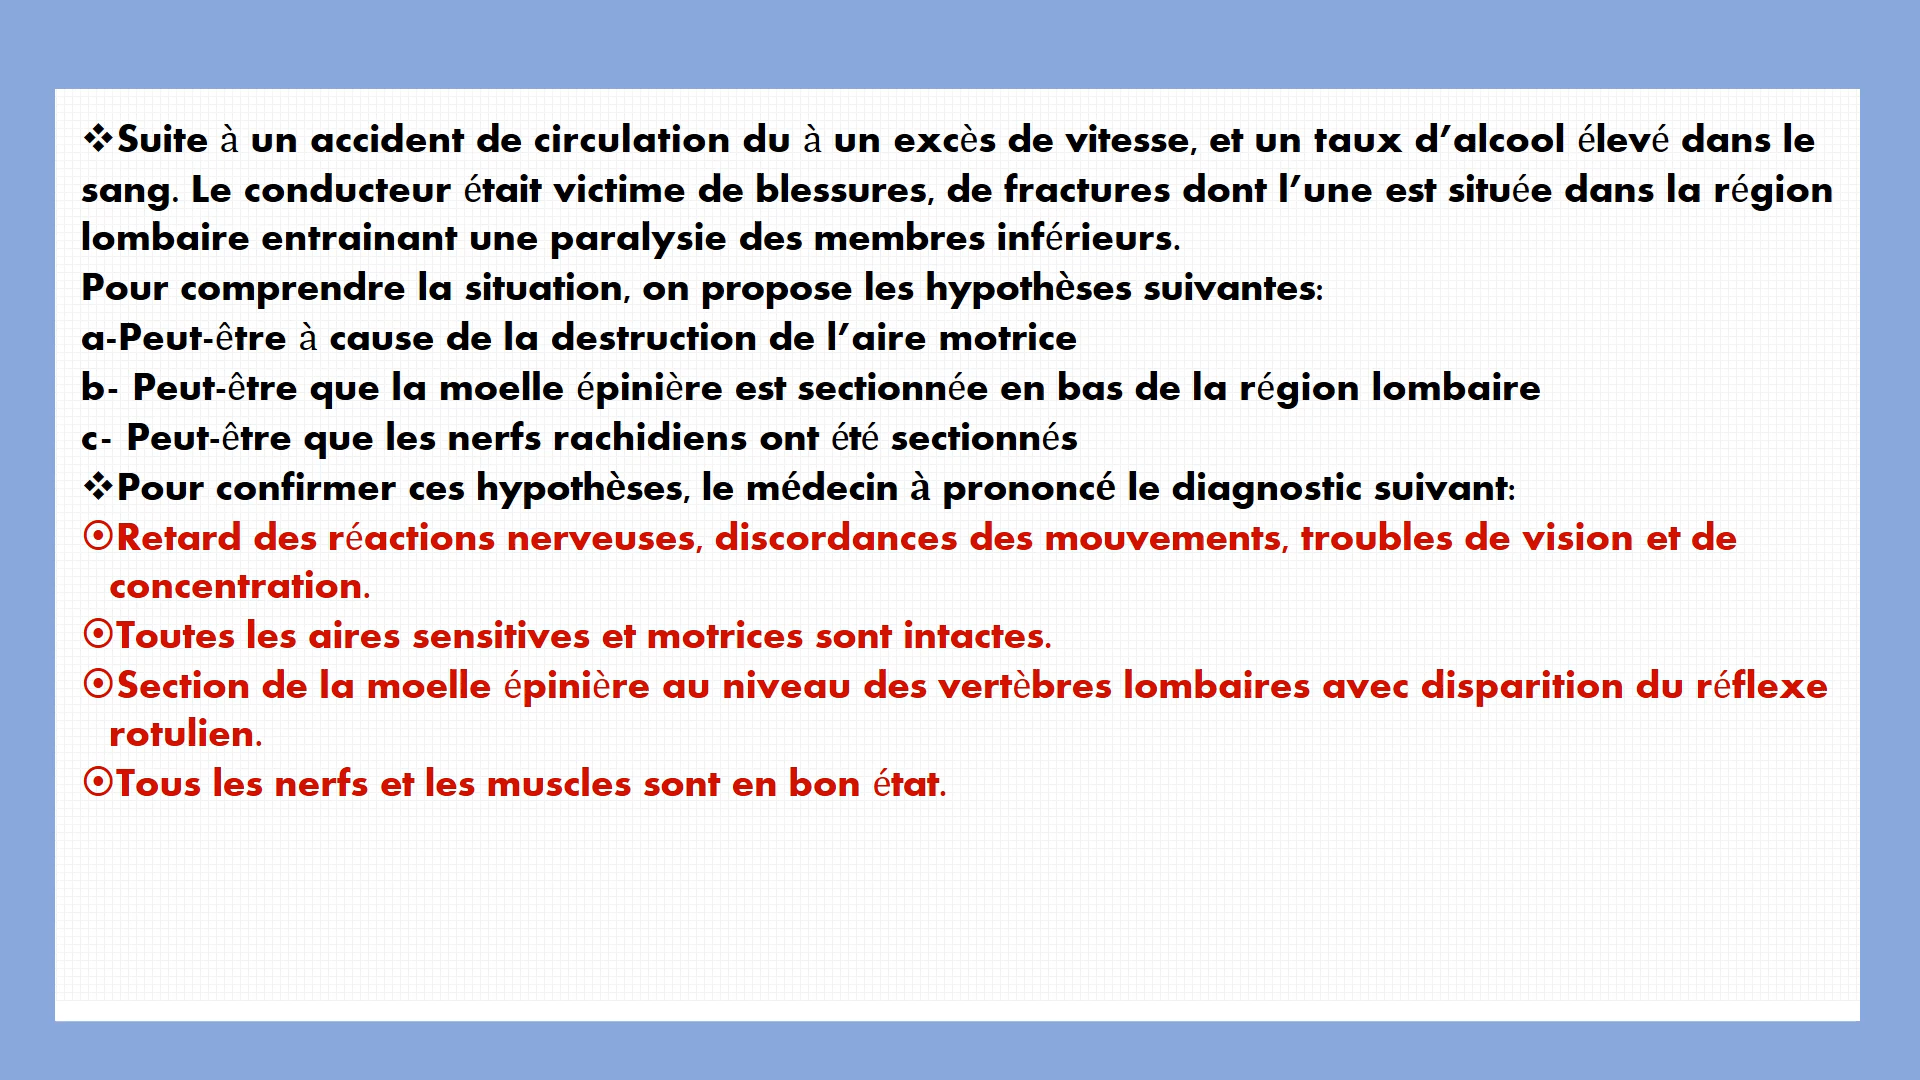 ❖Suite à un accident de circulation du à un excès de vitesse, et un taux d’alcool élevé dans le
sang. Le conducteur était victime de blessures, de fractures dont l’une est située dans la région
lombaire entrainant une paralysie des membres inférieurs.
Pour comprendre la situation, on propose les hypothèses suivantes:
a-Peut-être à cause de la destruction de l’aire motrice
b- Peut-être que la moelle épinière est sectionnée en bas de la région lombaire
c- Peut-être que les nerfs rachidiens ont été sectionnés
❖Pour confirmer ces hypothèses, le médecin à prononcé le diagnostic suivant:
⦿Retard des réactions nerveuses, discordances des mouvements, troubles de vision et de
concentration.
⦿Toutes les aires sensitives et motrices sont intactes.
⦿Section de la moelle épinière au niveau des vertèbres lombaires avec disparition du réflexe
rotulien.
⦿Tous les nerfs et les muscles sont en bon état.